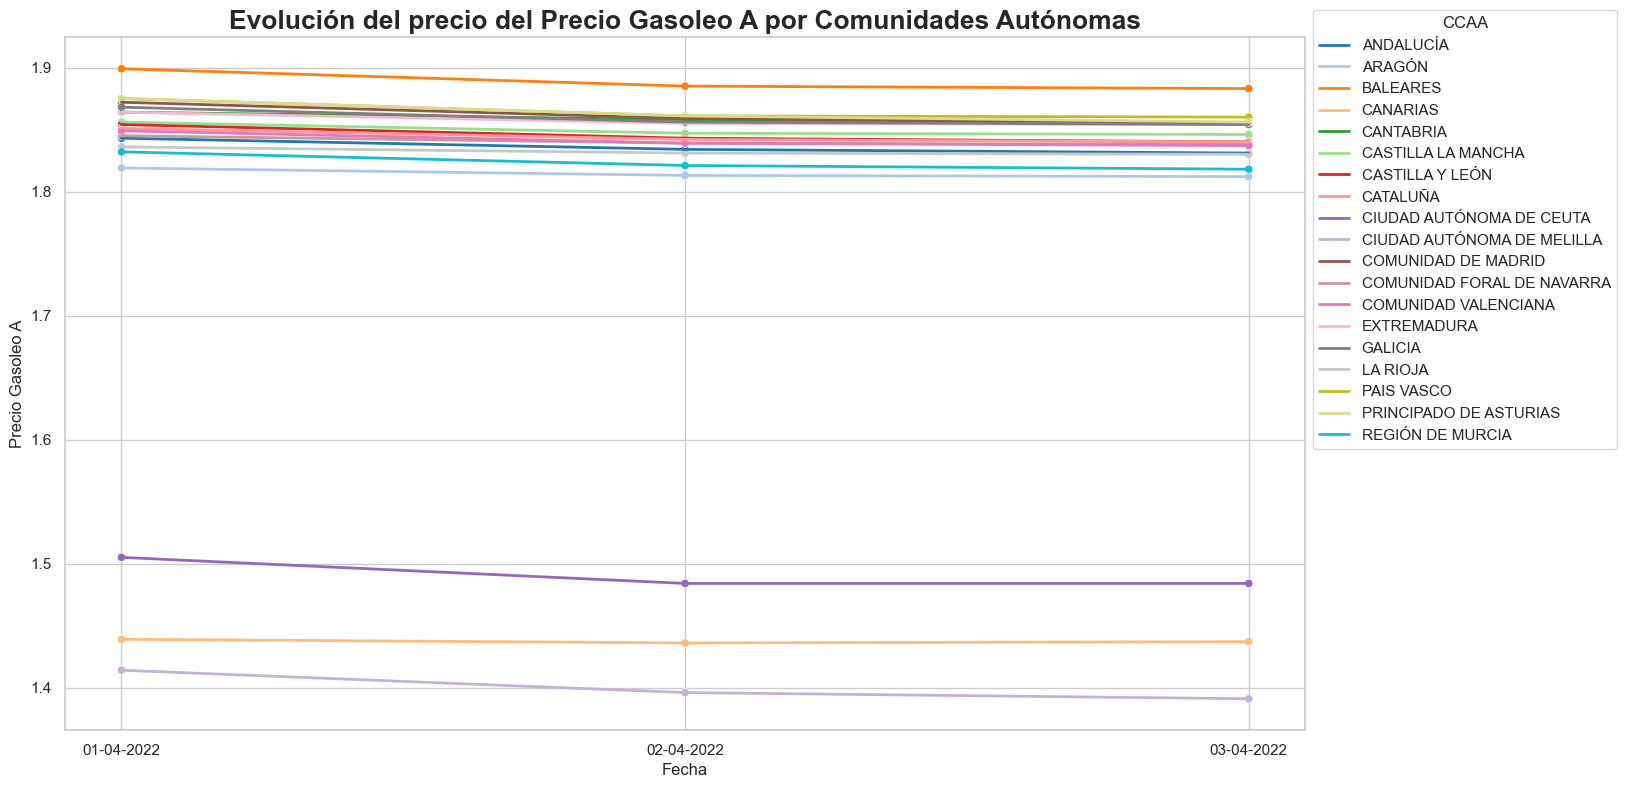 Evolución del precio del Precio Gasoleo A por Comunidades Autónomas
CCAA
ANDALUCÍA
ARAGÓN
BALEARES
CANARIAS
CANTABRIA
CASTILLA LA MANCHA
CASTILLA Y LEÓN
CATALUÑA
CIUDAD AUTÓNOMA DE CEUTA
CIUDAD AUTÓNOMA DE MELILLA
COMUNIDAD DE MADRID
COMUNIDAD FORAL DE NAVARRA
COMUNIDAD VALENCIANA
EXTREMADURA
GALICIA
LA RIOJA
PAIS VASCO
PRINCIPADO DE ASTURIAS
REGIÓN DE MURCIA
Precio Gasoleo A
1.9
1.8
1.7
1.6
1.5
1.4
01-04-2022
02-04-2022
03-04-2022
Fecha